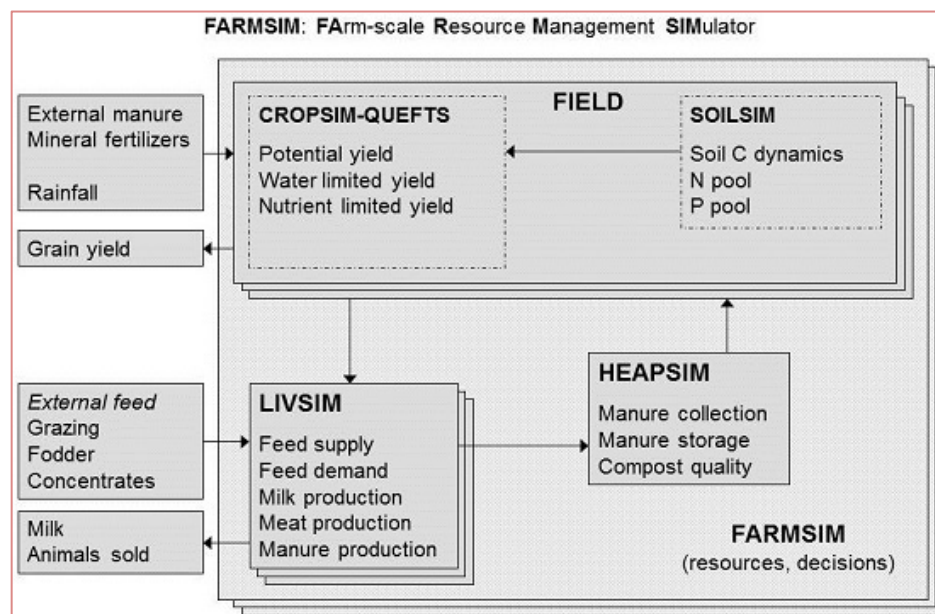 FARMSIM: FArm-scale Resource Management SIMulator
External manure
Mineral fertilizers
Rainfall
Grain yield
FIELD
CROPSIM-QUEFTS
Potential yield
Water limited yield
Nutrient limited yield
SOILSIM
Soil C dynamics
N pool
P pool
External feed
Grazing
Fodder
Concentrates
Milk
Animals sold
LIVSIM
Feed supply
Feed demand
Milk production
Meat production
Manure production
HEAPSIM
Manure collection
Manure storage
Compost quality
FARMSIM
(resources, decisions)